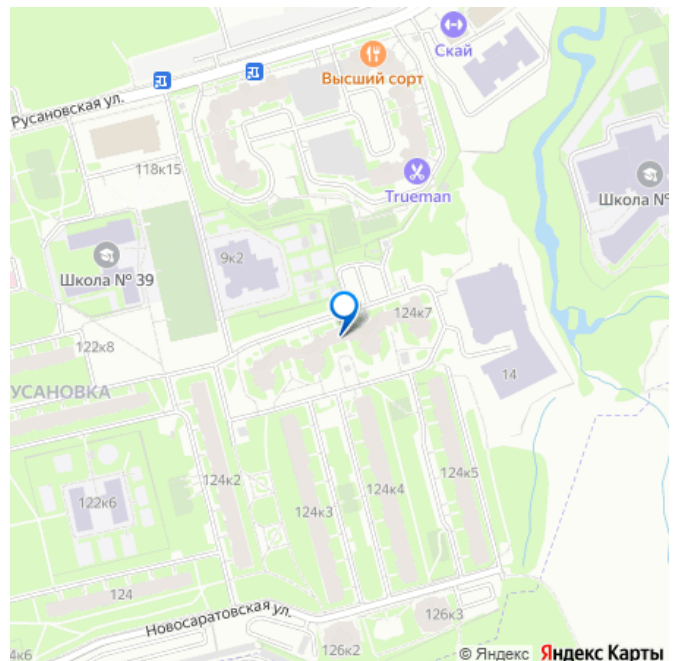 Скай
Высший сорт
Русановская ул.
118к15
Trueman
Школа №
Школа № 39
9к2
124к7
122к8
УСАНОВКА
14
124к2
124к5
124к4
124к3
122к6
124
Новосаратовская ул.
126к3
126к2
4к6
© Яндекс Яндекс Карты